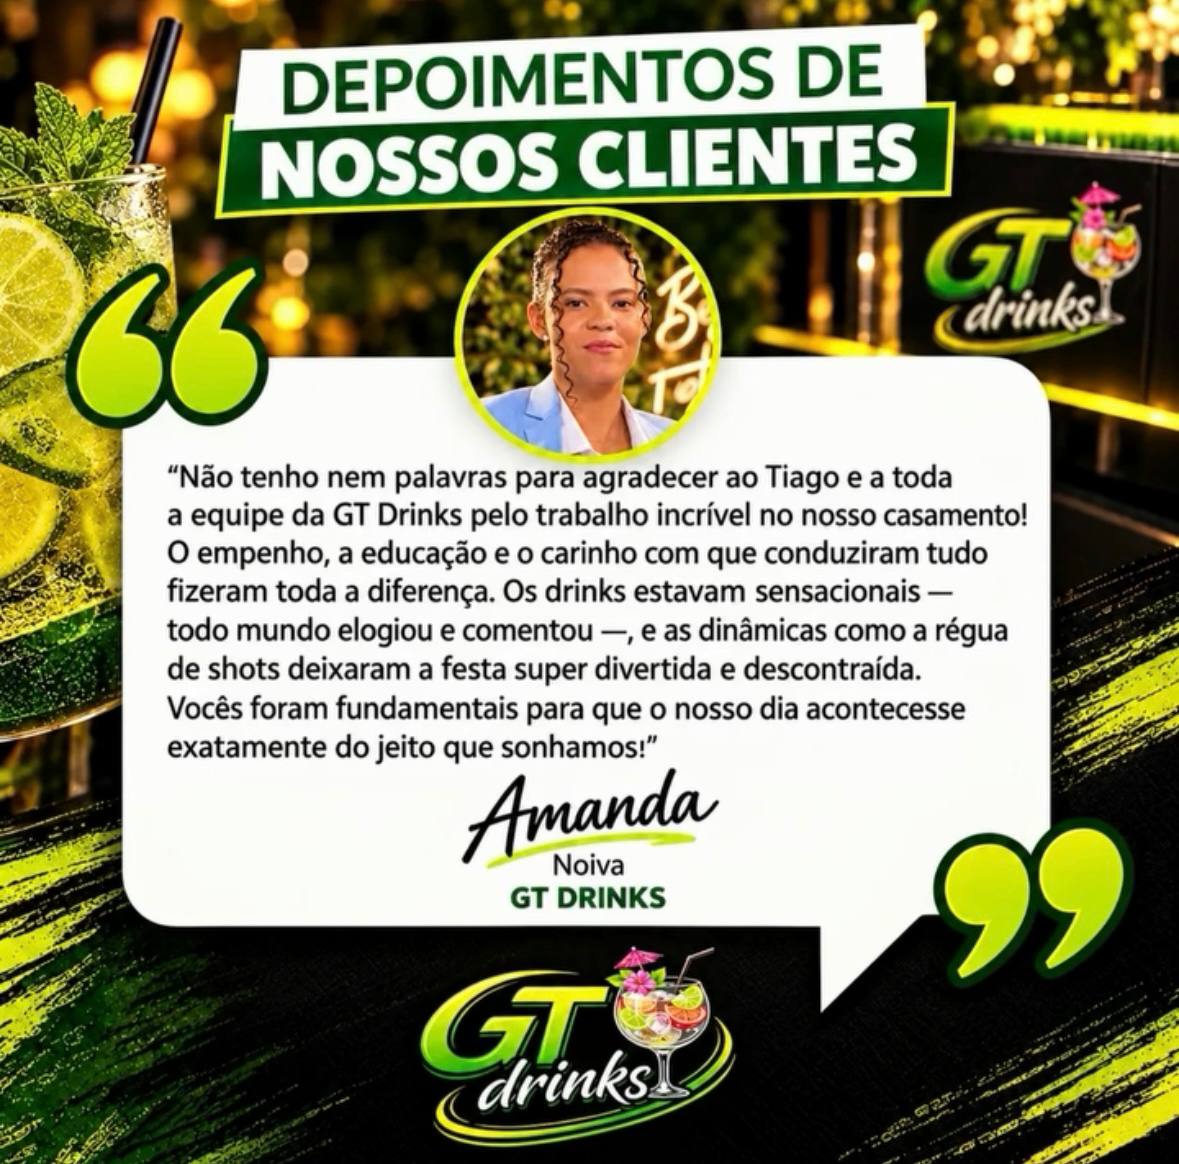 DEPOIMENTOS DE
NOSSOS CLIENTES
GT
drinks
“Não tenho nem palavras para agradecer ao Tiago e a toda
a equipe da GT Drinks pelo trabalho incrível no nosso casamento!
O empenho, a educação e o carinho com que conduziram tudo
fizeram toda a diferença. Os drinks estavam sensacionais —
todo mundo elogiou e comentou —, e as dinâmicas como a régua
de shots deixaram a festa super divertida e descontraída.
Vocês foram fundamentais para que o nosso dia acontecesse
exatamente do jeito que sonhamos!”
Amanda
Noiva
GT DRINKS
GT
drinks